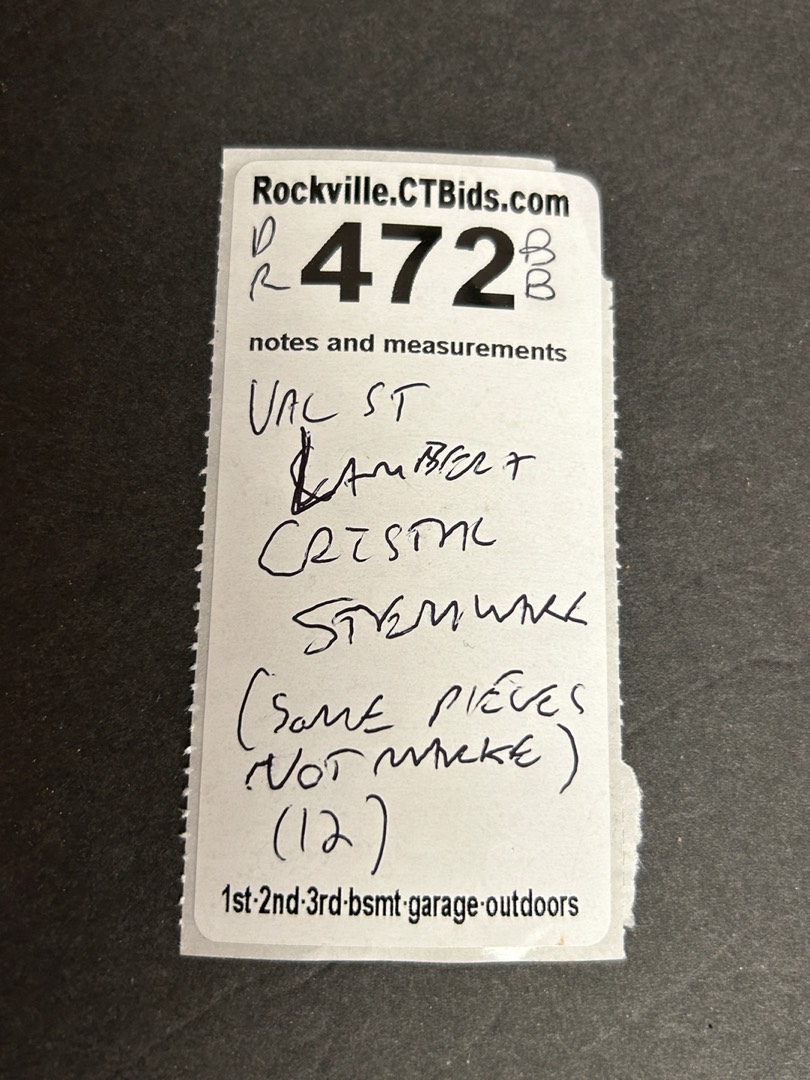 Rockville.CTBids.com
D R 472 B B
notes and measurements
VAL ST
LAMBERT
CRISTAL
STEMWARE
(SOME PIECES
NOT MARKE)
(12)
1st·2nd·3rd·bsmt·garage·outdoors